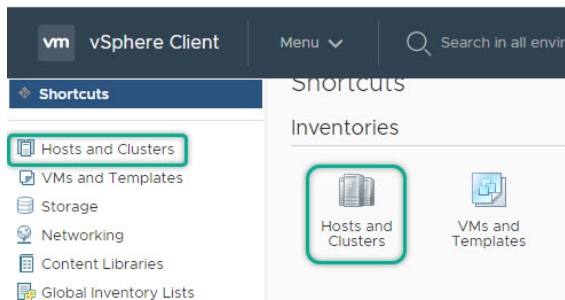 vm vSphere Client Menu Search in all envir
Shortcuts
Shortcuts
Inventories
Hosts and Clusters
VMs and Templates
Storage
Networking
Content Libraries
Global Inventory Lists
Hosts and
Clusters
VMs and
Templates